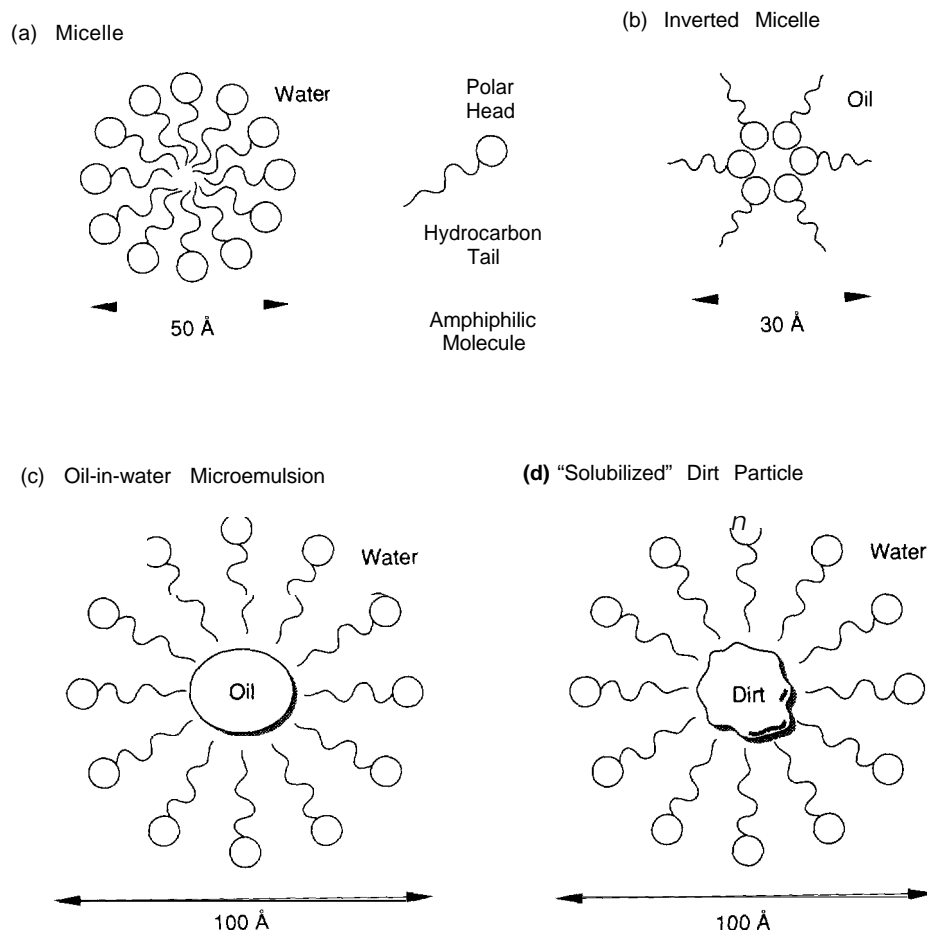 (a) Micelle
(b) Inverted Micelle
Water
Polar
Head
Oil
Hydrocarbon
Tail
50 Å
Amphiphilic
Molecule
30 Å
(c) Oil-in-water Microemulsion
(d) “Solubilized” Dirt Particle
n
Water
Water
Oil
Dirt
100 Å
100 Å